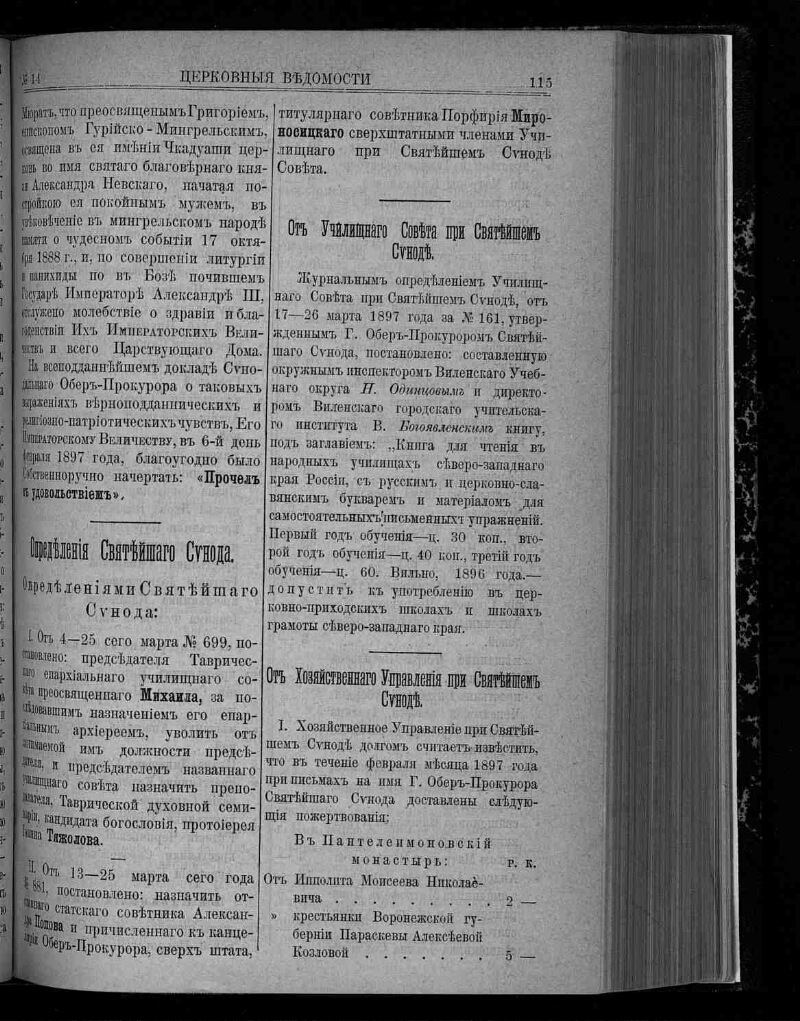 № 14 ЦЕРКОВНЫЯ ВѢДОМОСТИ 115
что преосвященымъ Григоріемъ,
епископомъ Гурійско-Мингрельскимъ,
освящена въ ея имѣніи Чкадуаши цер-
ковь во имя святаго благовѣрнаго кня-
зя Александра Невскаго, начатая по-
стройкою ея покойнымъ мужемъ, въ
увѣковѣченіе въ мингрельскомъ народѣ
памяти о чудесномъ событіи 17 октя-
бря 1888 г., и, по совершеніи литургіи
и панихиды по въ Бозѣ почившемъ
Государѣ Императорѣ Александрѣ III,
отслужено молебствіе о здравіи и бла-
годенствіи Ихъ Императорскихъ Вели-
чествъ и всего Царствующаго Дома.
На всеподданнѣйшемъ докладѣ Сѵно-
дальнаго Оберъ-Прокурора о таковыхъ
выраженіяхъ вѣрноподданническихъ и
религіозно-патріотическихъ чувствъ, Его
Императорскому Величеству, въ 6-й день
февраля 1897 года, благоугодно было
Собственноручно начертать: «Прочелъ
съ удовольствіемъ».
Опредѣленія Святѣйшаго Сѵнода.
Опредѣленіями Святѣйшаго
Сѵнода:
I. Отъ 4—25 сего марта № 699, по-
становлено: предсѣдателя Тавричес-
каго епархіальнаго училищнаго со-
вѣта преосвященнаго Михаила, за по-
слѣдовавшимъ назначеніемъ его епар-
хіальнымъ архіереемъ, уволить отъ
занимаемой имъ должности предсѣ-
дателя, и предсѣдателемъ названнаго
училищнаго совѣта назначить препо-
давателя, Таврической духовной семи-
наріи, кандидата богословія, протоіерея
Тяжолова.
II. Отъ 13—25 марта сего года
№ 881, постановлено: назначить от-
ставнаго статскаго совѣтника Алексан-
дра Попова и причисленнаго къ канце-
ляріи Оберъ-Прокурора, сверхъ штата,
титулярнаго совѣтника Порфирія Миро-
носицкаго сверхштатными членами Учи-
лищнаго при Святѣйшемъ Сѵнодѣ
Совѣта.
Отъ Училищнаго Совѣта при Святѣйшемъ
Сѵнодѣ.
Журнальнымъ опредѣленіемъ Училищ-
наго Совѣта при Святѣйшемъ Сѵнодѣ, отъ
17—26 марта 1897 года за № 161, утвер-
жденнымъ Г. Оберъ-Прокуроромъ Святѣй-
шаго Сѵнода, постановлено: составленную
окружнымъ инспекторомъ Виленскаго Учеб-
наго округа Н. Одинцовымъ и директо-
ромъ Виленскаго городскаго учительска-
го института В. Богоявленскимъ книгу,
подъ заглавіемъ: „Книга для чтенія въ
народныхъ училищахъ сѣверо-западнаго
края Россіи, съ русскимъ и церковно-сла-
вянскимъ букваремъ и матеріаломъ для
самостоятельныхъ письменныхъ упражненій.
Первый годъ обученія—ц. 30 коп., вто-
рой годъ обученія—ц. 40 коп., третій годъ
обученія—ц. 60. Вильно, 1896 года.—
допустить къ употребленію въ цер-
ковно-приходскихъ школахъ и школахъ
грамоты сѣверо-западнаго края.
Отъ Хозяйственнаго Управленія при Святѣйшемъ
Сѵнодѣ.
I. Хозяйственное Управленіе при Святѣй-
шемъ Сѵнодѣ долгомъ считаетъ извѣстить,
что въ теченіе февраля мѣсяца 1897 года
при письмахъ на имя Г. Оберъ-Прокурора
Святѣйшаго Сѵнода доставлены слѣдую-
щія пожертвованія:
Въ Пантелеимоновскій
монастырь: Р. К.
Отъ Ипполита Моисеева Николае-
вича . . . . . . . . . 2 —
» крестьянки Воронежской гу-
берніи Параскевы Алексѣевой
Козловой . . . . . . . 5 —